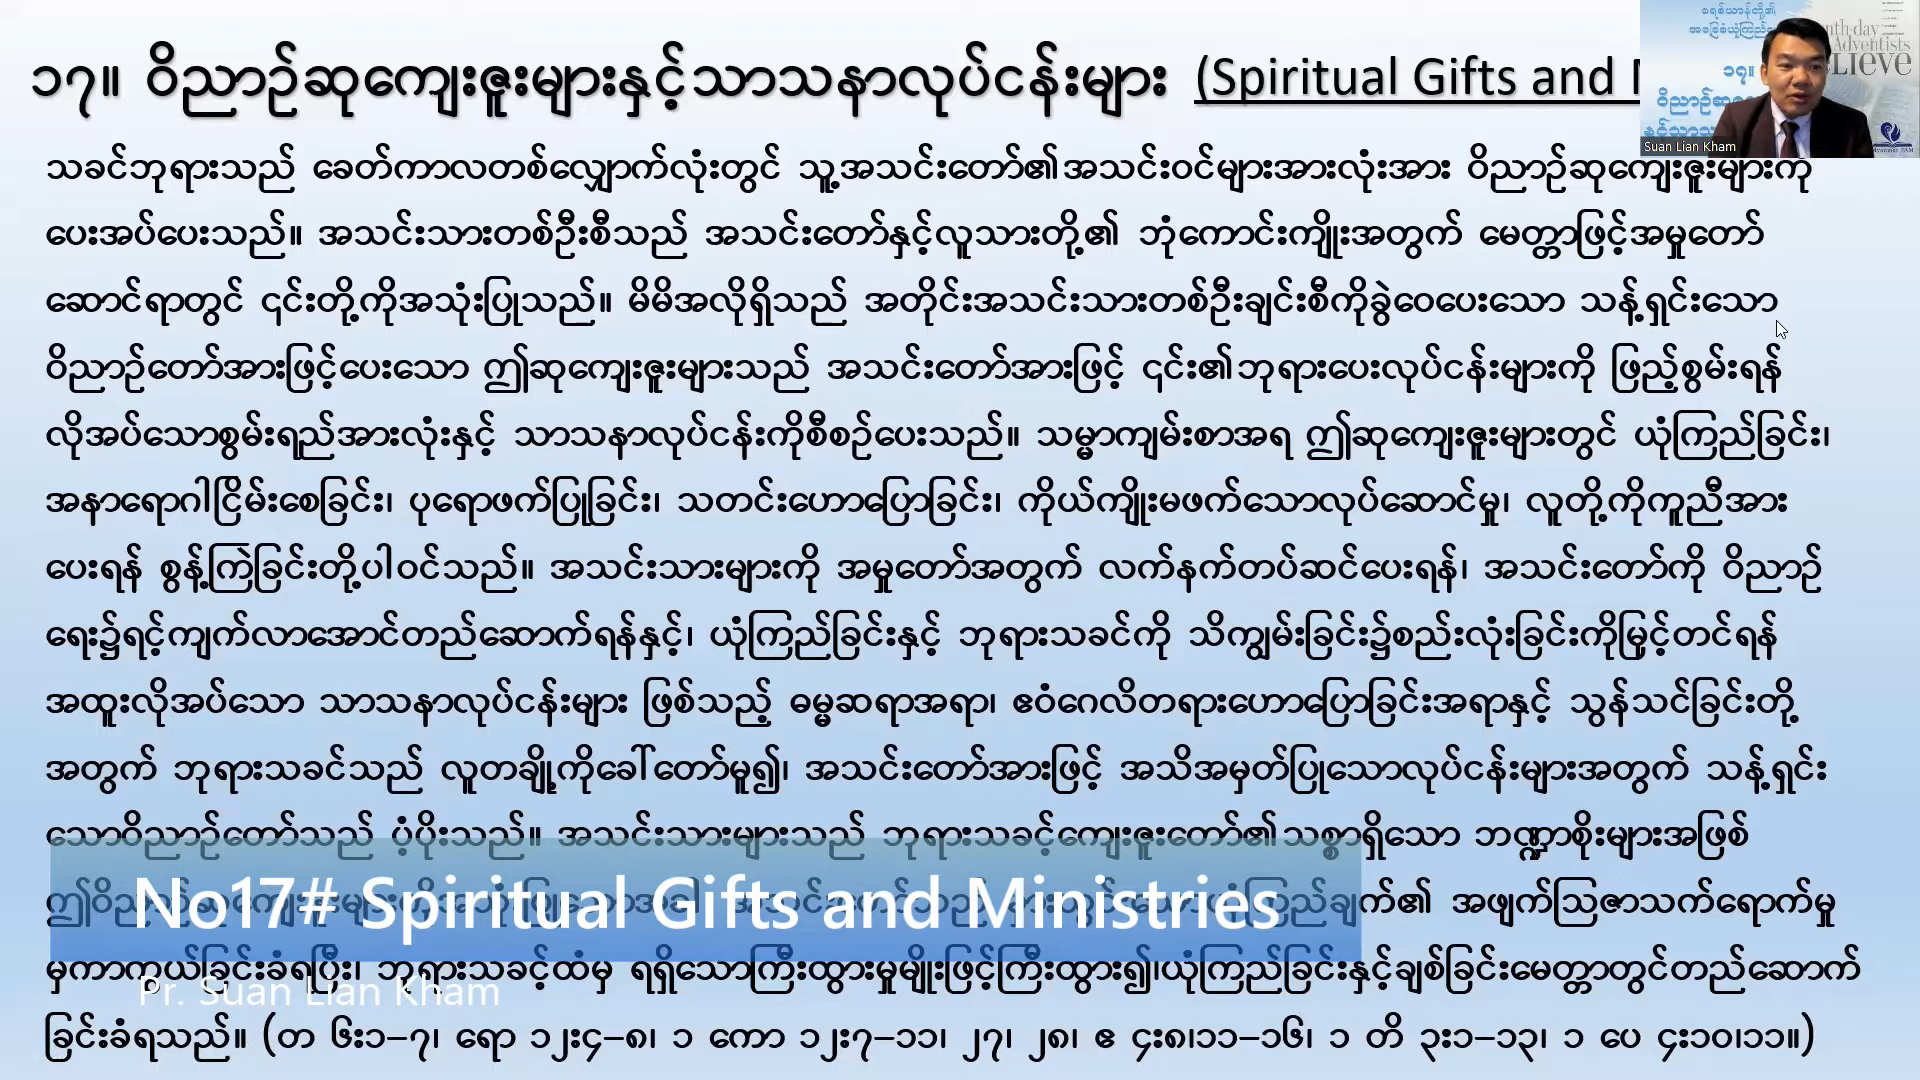 ၁၇။ ဝိညာဉ်ဆုကျေးဇူးများနှင့်သာသနာလုပ်ငန်းများ (Spiritual Gifts and
သခင်ဘုရားသည် ခေတ်ကာလတစ်လျှောက်လုံးတွင် သူ့အသင်းတော်၏အသင်းဝင်များအားလုံးအား ဝိညာဉ်ဆုကျေးဇူးများကို
ပေးအပ်ပေးသည်။ အသင်းသားတစ်ဦးစီသည် အသင်းတော်နှင့်လူသားတို့၏ ဘုံကောင်းကျိုးအတွက် မေတ္တာဖြင့်အမှုတော်
ဆောင်ရာတွင် ၎င်းတို့ကိုအသုံးပြုသည်။ မိမိအလိုရှိသည် အတိုင်းအသင်းသားတစ်ဦးချင်းစီကိုခွဲဝေပေးသော သန့်ရှင်းသော
ဝိညာဉ်တော်အားဖြင့်ပေးသော ဤဆုကျေးဇူးများသည် အသင်းတော်အားဖြင့် ၎င်း၏ဘုရားပေးလုပ်ငန်းများကို ဖြည့်စွမ်းရန်
လိုအပ်သောစွမ်းရည်အားလုံးနှင့် သာသနာလုပ်ငန်းကိုစီစဉ်ပေးသည်။ သမ္မာကျမ်းစာအရ ဤဆုကျေးဇူးများတွင် ယုံကြည်ခြင်း၊
အနာရောဂါငြိမ်းစေခြင်း၊ ပုရောဖက်ပြုခြင်း၊ သတင်းဟောပြောခြင်း၊ ကိုယ်ကျိုးမဖက်သောလုပ်ဆောင်မှု၊ လူတို့ကိုကူညီအား
ပေးရန် စွန့်ကြဲခြင်းတို့ပါဝင်သည်။ အသင်းသားများကို အမှုတော်အတွက် လက်နက်တပ်ဆင်ပေးရန်၊ အသင်းတော်ကို ဝိညာဉ်
ရေး၌ရင့်ကျက်လာအောင်တည်ဆောက်ရန်နှင့်၊ ယုံကြည်ခြင်းနှင့် ဘုရားသခင်ကို သိကျွမ်းခြင်း၌စည်းလုံးခြင်းကိုမြှင့်တင်ရန်
အထူးလိုအပ်သော သာသနာလုပ်ငန်းများ ဖြစ်သည့် ဓမ္မဆရာအရာ၊ ဧဝံဂေလိတရားဟောပြောခြင်းအရာနှင့် သွန်သင်ခြင်းတို့
အတွက် ဘုရားသခင်သည် လူတချို့ကိုခေါ်တော်မူ၍၊ အသင်းတော်အားဖြင့် အသိအမှတ်ပြုသောလုပ်ငန်းများအတွက် သန့်ရှင်း
သောဝိညာဉ်တော်သည် ပံ့ပိုးသည်။ အသင်းသားများသည် ဘုရားသခင့်ကျေးဇူးတော်၏သစ္စာရှိသော ဘဏ္ဍာစိုးများအဖြစ်
အဖျက်သြဇာသက်ရောက်မှု
မှကာကွယ်ခြင်းခံရပြီး၊ ဘုရားသခင့်ထံမှ ရရှိသောကြီးထွားမှုမျိုးဖြင့်ကြီးထွား၍၊ယုံကြည်ခြင်းနှင့်ချစ်ခြင်းမေတ္တာတွင်တည်ဆောက်
ခြင်းခံရသည်။ (တ ၆း၁–၇၊ ရော ၁၂း၄–၈၊ ၁ ကော ၁၂း၇–၁၁၊ ၂၇၊ ၂၈၊ ဧ ၄း၈၊၁၁–၁၆၊ ၁ တိ ၃း၁–၁၃၊ ၁ ပေ ၄း၁၀၊၁၁။)
No17# Spiritual Gifts and Ministries
Pr. Suan Lian Kham
Suan Lian Kham